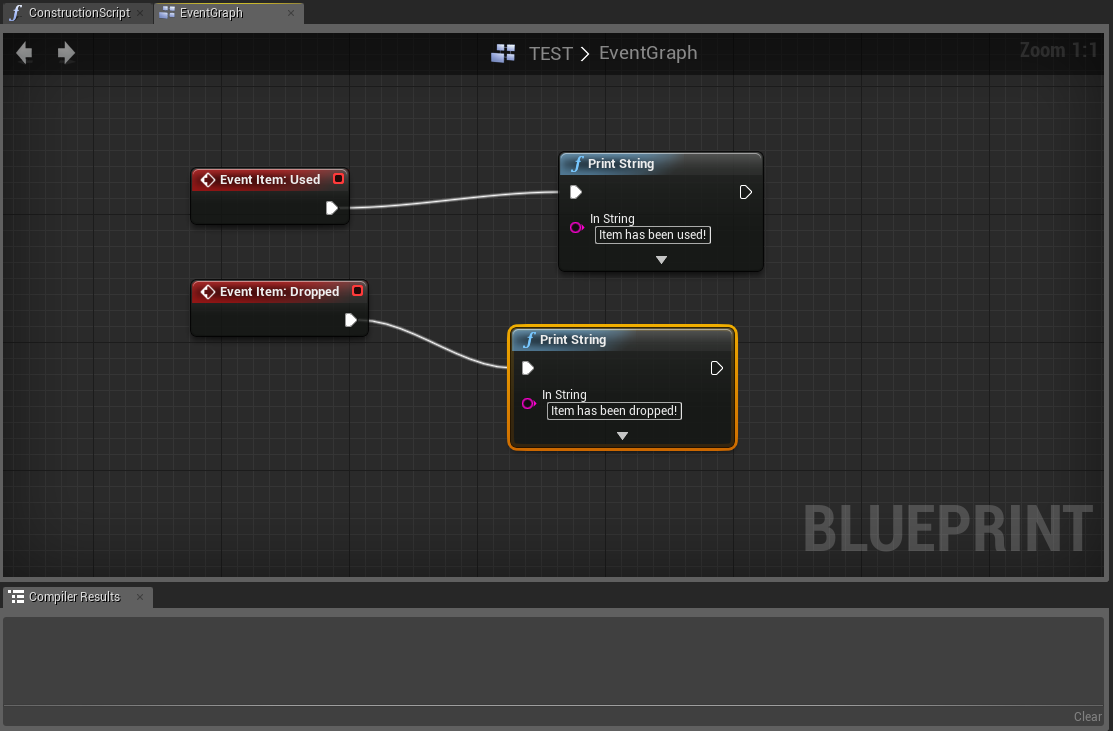 ConstructionScript
EventGraph
TEST > EventGraph
Zoom 1:1
Event Item: Used
f Print String
In String
Item has been used!
Event Item: Dropped
f Print String
In String
Item has been dropped!
BLUEPRINT
Compiler Results
Clear